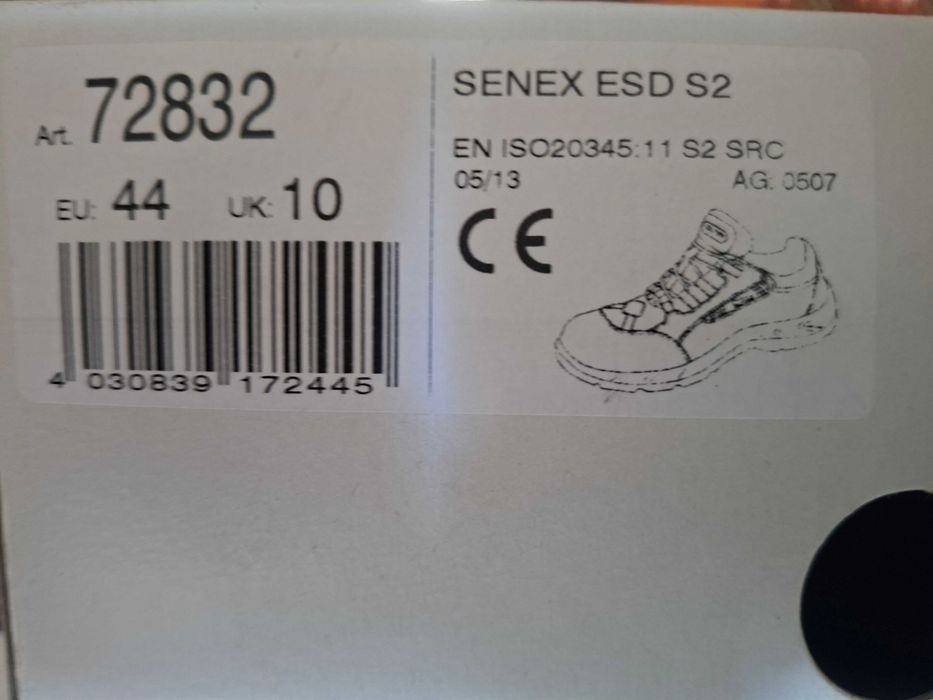 Art. 72832
EU: 44 UK: 10
4 030839 172445
SENEX ESD S2
EN ISO20345:11 S2 SRC
05/13 AG: 0507
CE